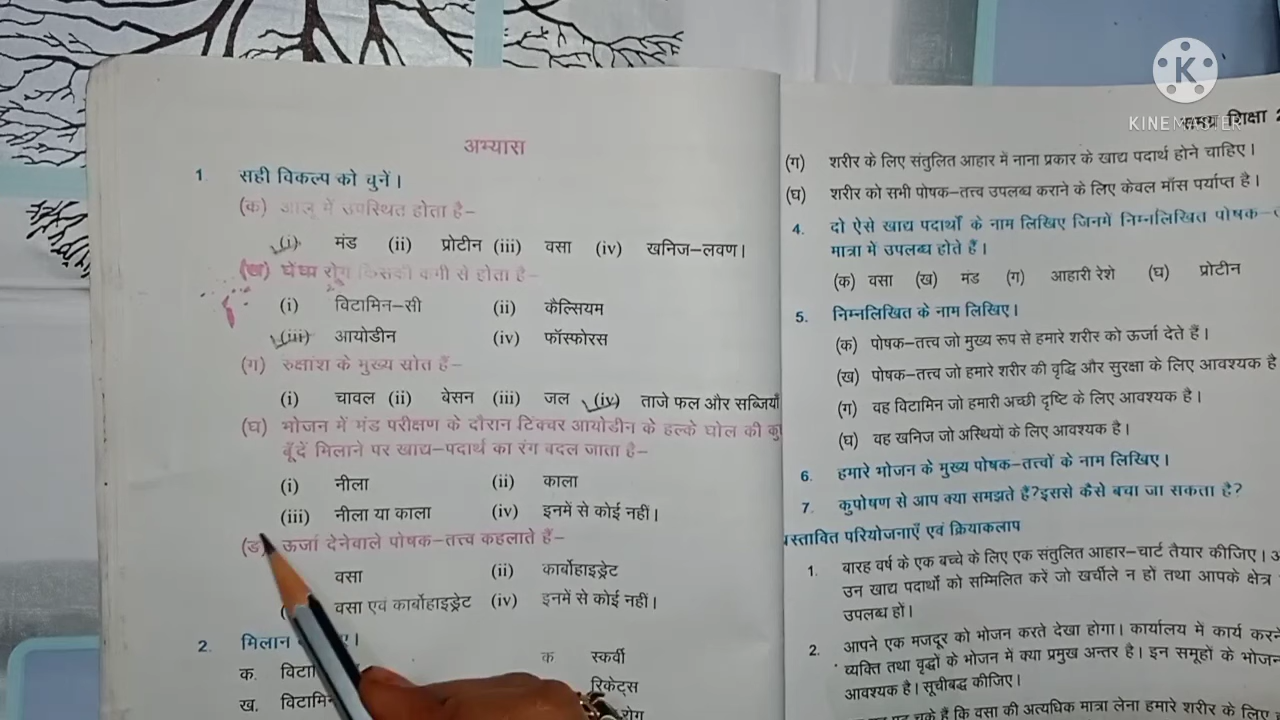 अभ्यास
1. सही विकल्प को चुनें।
(क) आलू में उपस्थित होता है–
(i) मंड (ii) प्रोटीन (iii) वसा (iv) खनिज–लवण।
(ख) घेंघा रोग किसकी कमी से होता है–
(i) विटामिन–सी (ii) कैल्सियम
(iii) आयोडीन (iv) फॉस्फोरस
(ग) रुक्षांश के मुख्य स्रोत हैं–
(i) चावल (ii) बेसन (iii) जल (iv) ताजे फल और सब्जियाँ
(घ) भोजन में मंड परीक्षण के दौरान टिंक्चर आयोडीन के हल्के घोल की
बूँदें मिलाने पर खाद्य–पदार्थ का रंग बदल जाता है–
(i) नीला (ii) काला
(iii) नीला या काला (iv) इनमें से कोई नहीं।
(ङ) ऊर्जा देनेवाले पोषक–तत्त्व कहलाते हैं–
वसा (ii) कार्बोहाइड्रेट
वसा एवं कार्बोहाइड्रेट (iv) इनमें से कोई नहीं।
2. मिलान
क. क स्कर्वी
ख. रिकेट्स
रोग
KINEMASTER
शिक्षा
(ग) शरीर के लिए संतुलित आहार में नाना प्रकार के खाद्य पदार्थ होने चाहिए।
(घ) शरीर को सभी पोषक–तत्त्व उपलब्ध कराने के लिए केवल माँस पर्याप्त है।
4. दो ऐसे खाद्य पदार्थों के नाम लिखिए जिनमें निम्नलिखित पोषक–
मात्रा में उपलब्ध होते हैं।
(क) वसा (ख) मंड (ग) आहारी रेशे (घ) प्रोटीन
5. निम्नलिखित के नाम लिखिए।
(क) पोषक–तत्त्व जो मुख्य रूप से हमारे शरीर को ऊर्जा देते हैं।
(ख) पोषक–तत्त्व जो हमारे शरीर की वृद्धि और सुरक्षा के लिए आवश्यक है
(ग) वह विटामिन जो हमारी अच्छी दृष्टि के लिए आवश्यक है।
(घ) वह खनिज जो अस्थियों के लिए आवश्यक है।
6. हमारे भोजन के मुख्य पोषक–तत्त्वों के नाम लिखिए।
7. कुपोषण से आप क्या समझते हैं?इससे कैसे बचा जा सकता है?
स्तावित परियोजनाएँ एवं क्रियाकलाप
1. बारह वर्ष के एक बच्चे के लिए एक संतुलित आहार–चार्ट तैयार कीजिए।
उन खाद्य पदार्थों को सम्मिलित करें जो खर्चीले न हों तथा आपके क्षेत्र
उपलब्ध हों।
2. आपने एक मजदूर को भोजन करते देखा होगा। कार्यालय में कार्य करने
व्यक्ति तथा वृद्धों के भोजन में क्या प्रमुख अन्तर है। इन समूहों के भोजन
आवश्यक है। सूचीबद्ध कीजिए।
चुके हैं कि वसा की अत्यधिक मात्रा लेना हमारे शरीर के लिए